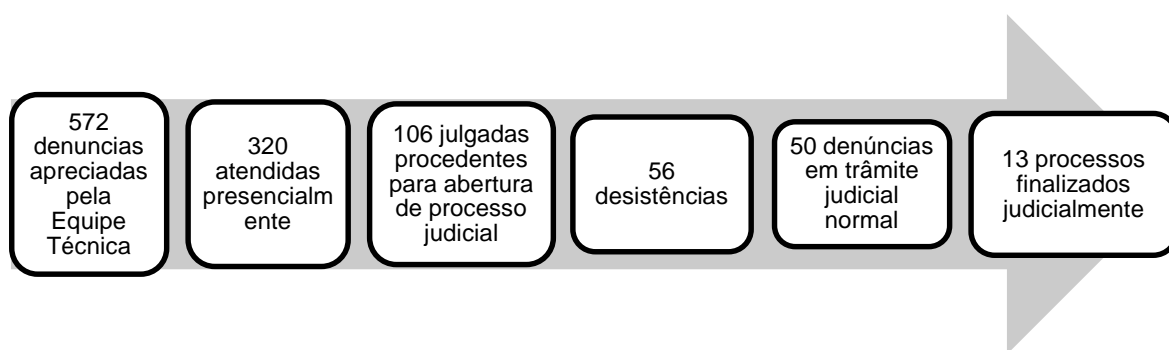 572
denuncias
apreciadas
pela
Equipe
Técnica
320
atendidas
presencialm
ente
106 julgadas
procedentes
para abertura
de processo
judicial
56
desistências
50 denúncias
em trâmite
judicial
normal
13 processos
finalizados
judicialmente